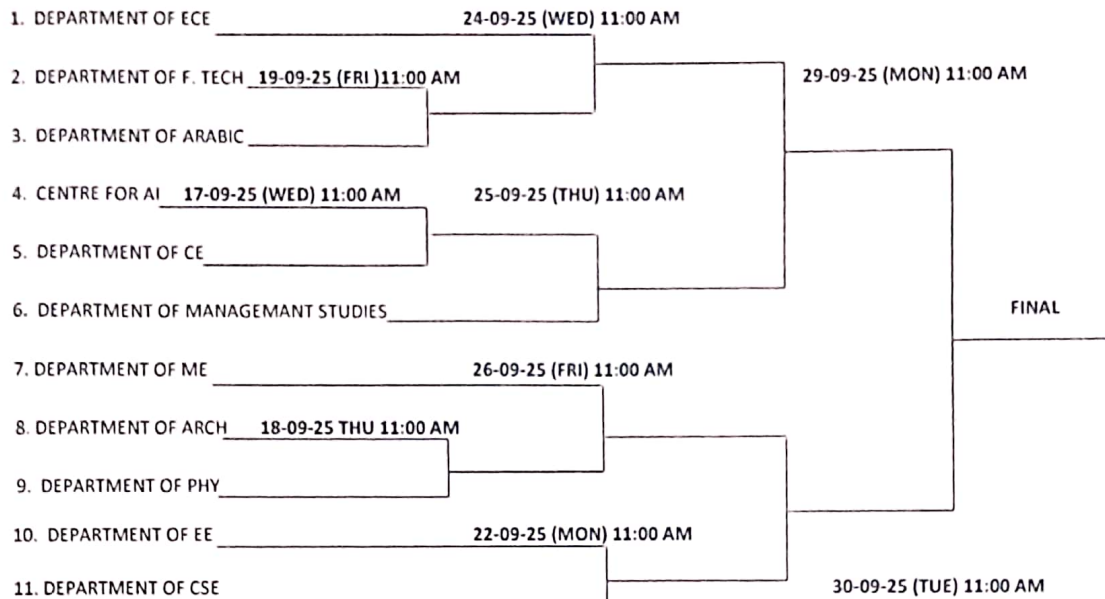 1. DEPARTMENT OF ECE 24-09-25 (WED) 11:00 AM
2. DEPARTMENT OF F. TECH 19-09-25 (FRI )11:00 AM
29-09-25 (MON) 11:00 AM
3. DEPARTMENT OF ARABIC
4. CENTRE FOR AI 17-09-25 (WED) 11:00 AM 25-09-25 (THU) 11:00 AM
5. DEPARTMENT OF CE
6. DEPARTMENT OF MANAGEMANT STUDIES
FINAL
7. DEPARTMENT OF ME 26-09-25 (FRI) 11:00 AM
8. DEPARTMENT OF ARCH 18-09-25 THU 11:00 AM
9. DEPARTMENT OF PHY
10. DEPARTMENT OF EE 22-09-25 (MON) 11:00 AM
11. DEPARTMENT OF CSE 30-09-25 (TUE) 11:00 AM